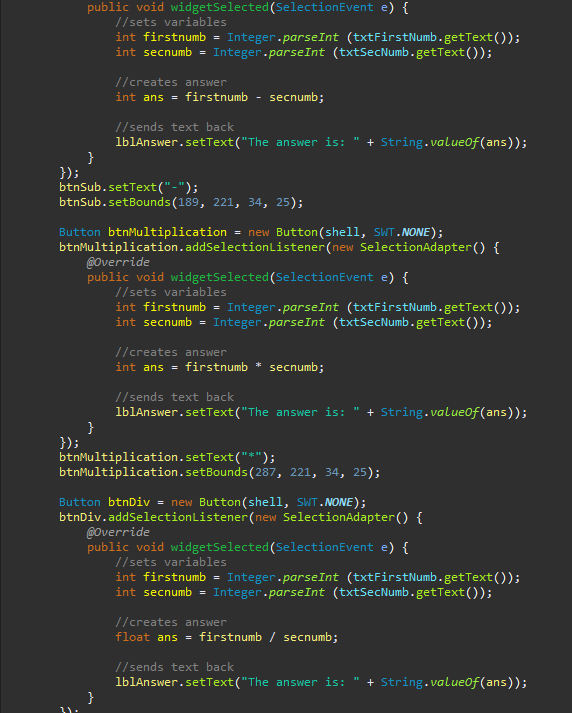 public void widgetSelected(SelectionEvent e) {
//sets variables
int firstnumb = Integer.parseInt (txtFirstNumb.getText());
int secnumb = Integer.parseInt (txtSecNumb.getText());
//creates answer
int ans = firstnumb - secnumb;
//sends text back
lblAnswer.setText("The answer is: " + String.valueOf(ans));
}
});
btnSub.setText("-");
btnSub.setBounds(189, 221, 34, 25);
Button btnMultiplication = new Button(shell, SWT.NONE);
btnMultiplication.addSelectionListener(new SelectionAdapter() {
@Override
public void widgetSelected(SelectionEvent e) {
//sets variables
int firstnumb = Integer.parseInt (txtFirstNumb.getText());
int secnumb = Integer.parseInt (txtSecNumb.getText());
//creates answer
int ans = firstnumb * secnumb;
//sends text back
lblAnswer.setText("The answer is: " + String.valueOf(ans));
}
});
btnMultiplication.setText("*");
btnMultiplication.setBounds(287, 221, 34, 25);
Button btnDiv = new Button(shell, SWT.NONE);
btnDiv.addSelectionListener(new SelectionAdapter() {
@Override
public void widgetSelected(SelectionEvent e) {
//sets variables
int firstnumb = Integer.parseInt (txtFirstNumb.getText());
int secnumb = Integer.parseInt (txtSecNumb.getText());
//creates answer
float ans = firstnumb / secnumb;
//sends text back
lblAnswer.setText("The answer is: " + String.valueOf(ans));
}
});